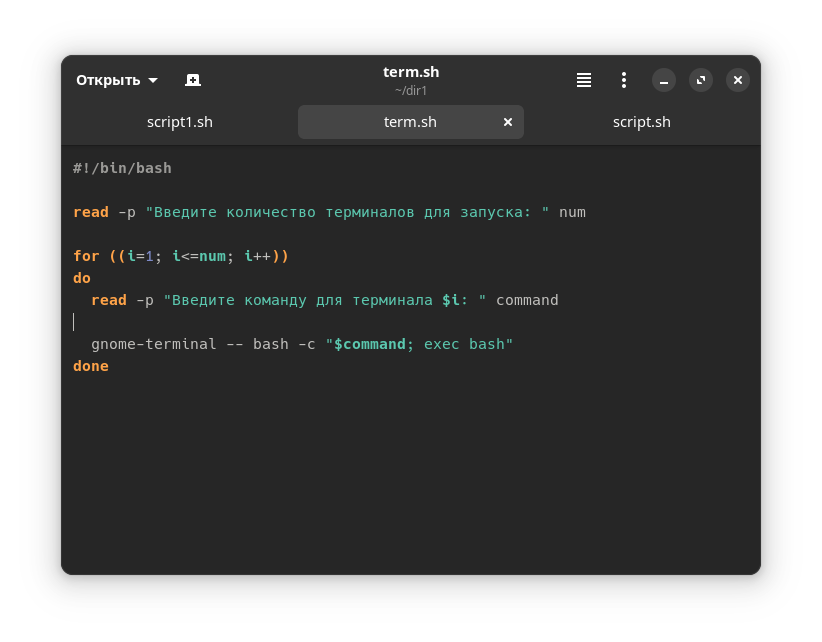 Открыть
term.sh
~/dir1
script1.sh
term.sh
script.sh
#!/bin/bash
read -p "Введите количество терминалов для запуска: " num
for ((i=1; i<=num; i++))
do
read -p "Введите команду для терминала $i: " command
gnome-terminal -- bash -c "$command; exec bash"
done